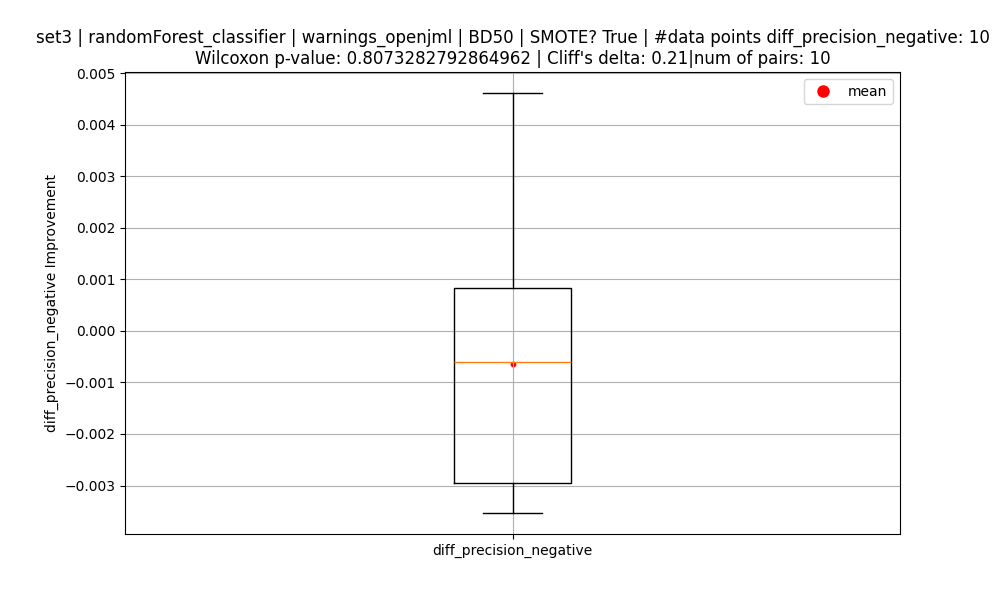 set3 | randomForest_classifier | warnings_openjml | BD50 | SMOTE? True | #data points diff_precision_negative: 10
Wilcoxon p-value: 0.8073282792864962 | Cliff's delta: 0.21|num of pairs: 10
mean
0.005
0.004
0.003
0.002
0.001
0.000
−0.001
−0.002
−0.003
diff_precision_negative Improvement
diff_precision_negative